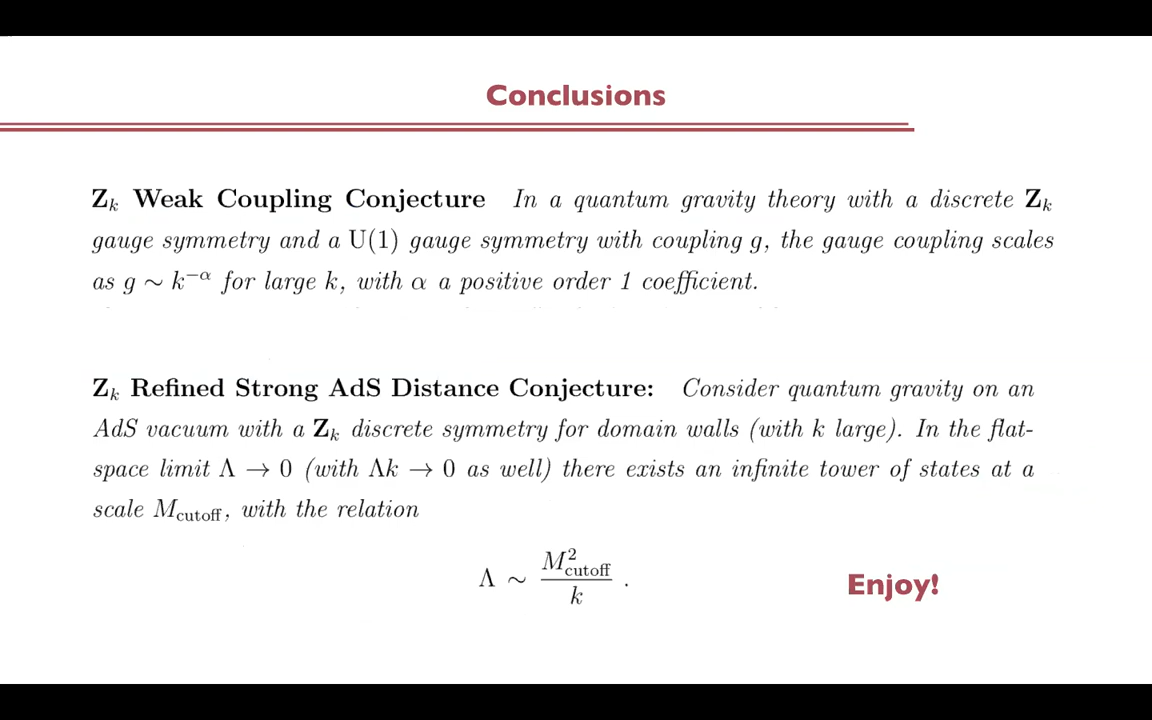 Conclusions
Z_k Weak Coupling Conjecture In a quantum gravity theory with a discrete Z_k
gauge symmetry and a U(1) gauge symmetry with coupling g, the gauge coupling scales
as g ∼ k^{−α} for large k, with α a positive order 1 coefficient.
Z_k Refined Strong AdS Distance Conjecture: Consider quantum gravity on an
AdS vacuum with a Z_k discrete symmetry for domain walls (with k large). In the flat-
space limit Λ → 0 (with Λk → 0 as well) there exists an infinite tower of states at a
scale M_cutoff, with the relation
Λ ∼ M²_cutoff / k .
Enjoy!